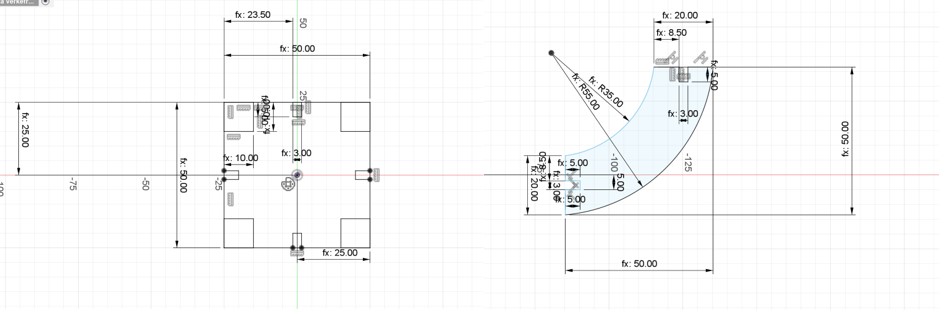 fx: 23.50
50
fx: 50.00
25
fx: 25.00
fx: 10.00
fx: 3.00
fx: 50.00
-75
-50
-25
fx: 25.00
fx: 20.00
fx: 8.50
fx: 5.00
fx: R35.00
fx: R55.00
fx: 3.00
fx: 50.00
-100
-125
fx: 5.00
5.00
fx: 20.00
fx: 5.00
fx: 50.00